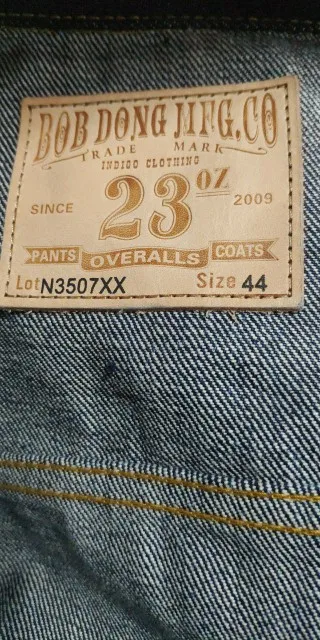 BOB DONG MFG.CO
TRADE MARK
INDIGO CLOTHING
SINCE 23 OZ 2009
PANTS OVERALLS COATS
Lot N3507XX Size 44